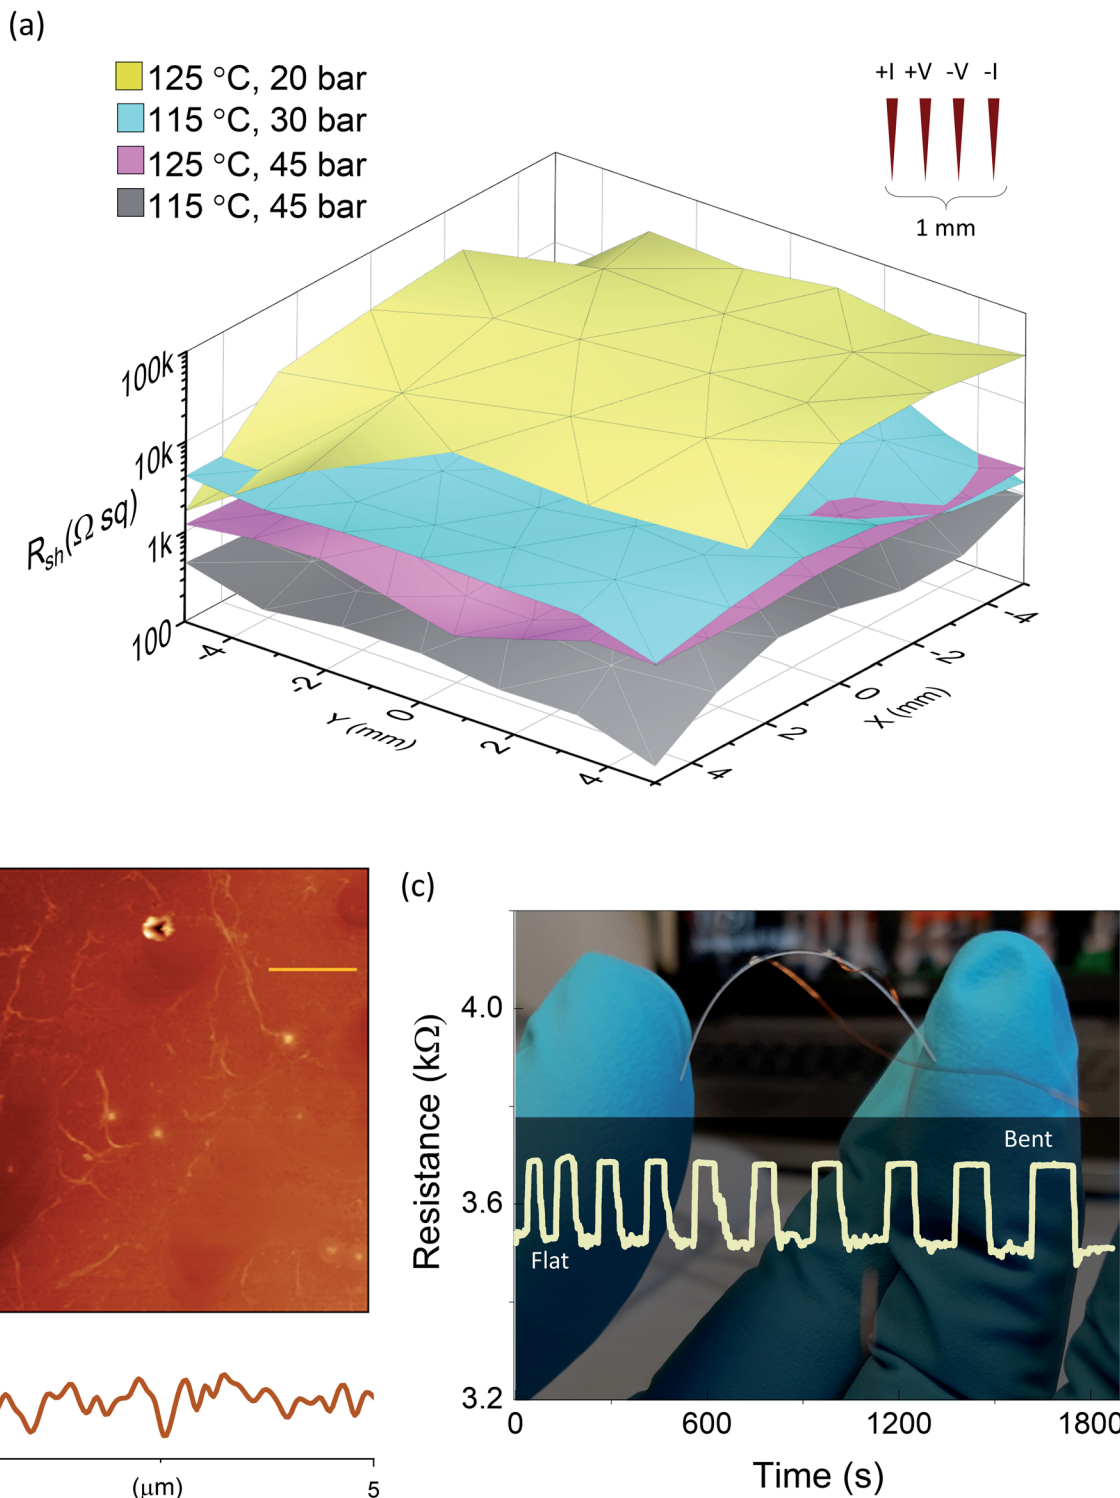 (a)
125 °C, 20 bar
115 °C, 30 bar
125 °C, 45 bar
115 °C, 45 bar
+I +V -V -I
1 mm
100k
10k
1k
100
Rsh(Ω sq)
-4
-2
0
2
4
Y (mm)
-4
-2
0
2
4
X (mm)
(c)
4.0
3.6
3.2
Resistance (kΩ)
Bent
Flat
0
600
1200
1800
Time (s)
(μm)
5